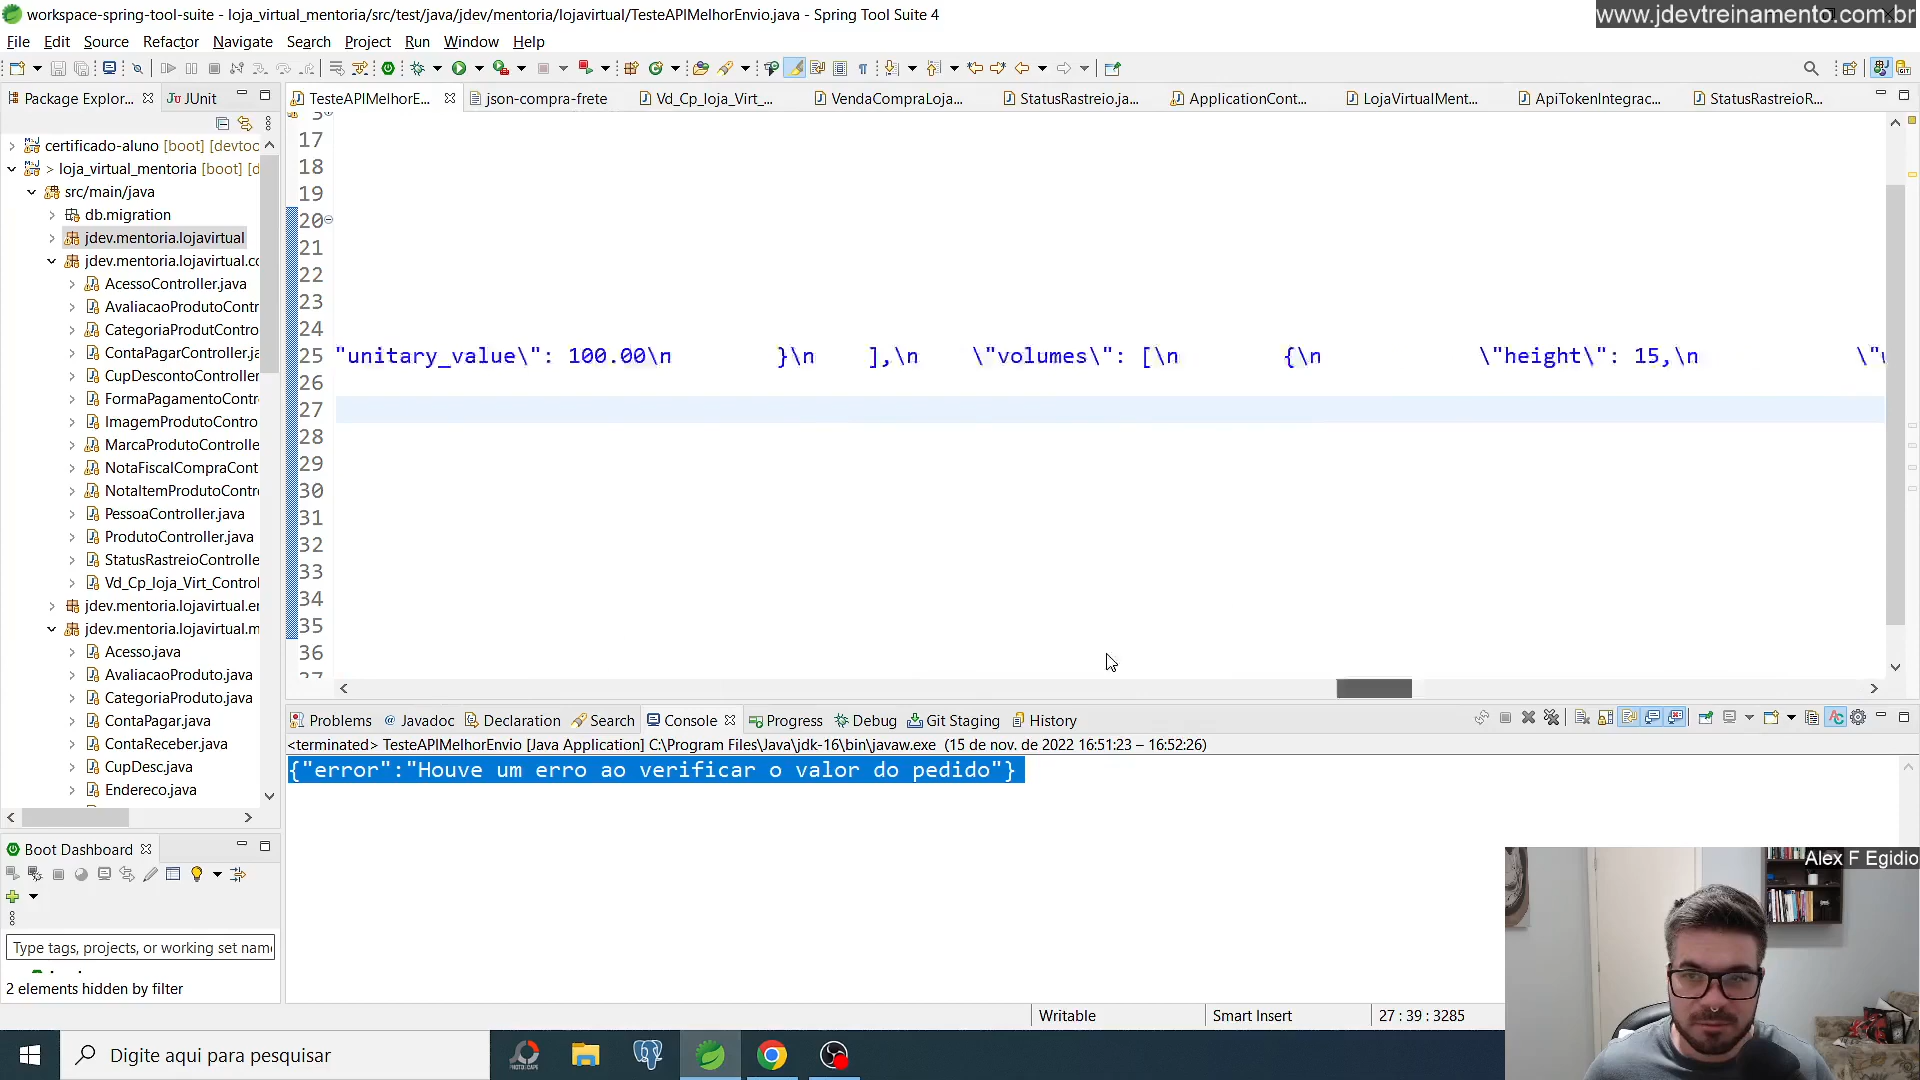 workspace-spring-tool-suite - loja_virtual_mentoria/src/test/java/jdev/mentoria/lojavirtual/TesteAPIMelhorEnvio.java - Spring Tool Suite 4
www.jdevtreinamento.com.br
File Edit Source Refactor Navigate Search Project Run Window Help
Package Explor... JUnit
TesteAPIMelhorE... json-compra-frete Vd_Cp_loja_Virt_... VendaCompraLoja... StatusRastreio.ja... ApplicationCont... LojaVirtualMent... ApiTokenIntegrac... StatusRastreioR...
certificado-aluno [boot] [devtoo
> loja_virtual_mentoria [boot] [d
src/main/java
db.migration
jdev.mentoria.lojavirtual
jdev.mentoria.lojavirtual.co
AcessoController.java
AvaliacaoProdutoContr
CategoriaProdutContro
ContaPagarController.ja
CupDescontoController
FormaPagamentoContr
ImagemProdutoContro
MarcaProdutoControlle
NotaFiscalCompraCont
NotaItemProdutoContr
PessoaController.java
ProdutoController.java
StatusRastreioControlle
Vd_Cp_loja_Virt_Control
jdev.mentoria.lojavirtual.er
jdev.mentoria.lojavirtual.m
Acesso.java
AvaliacaoProduto.java
CategoriaProduto.java
ContaPagar.java
ContaReceber.java
CupDesc.java
Endereco.java
17
18
19
20
21
22
23
24
25 "unitary_value\": 100.00\n }\n ],\n \"volumes\": [\n {\n \"height\": 15,\n \"w
26
27
28
29
30
31
32
33
34
35
36
37
Problems Javadoc Declaration Search Console Progress Debug Git Staging History
<terminated> TesteAPIMelhorEnvio [Java Application] C:\Program Files\Java\jdk-16\bin\javaw.exe (15 de nov. de 2022 16:51:23 – 16:52:26)
{"error":"Houve um erro ao verificar o valor do pedido"}
Boot Dashboard
Type tags, projects, or working set name
2 elements hidden by filter
Writable Smart Insert 27 : 39 : 3285
Alex F Egidio
Digite aqui para pesquisar